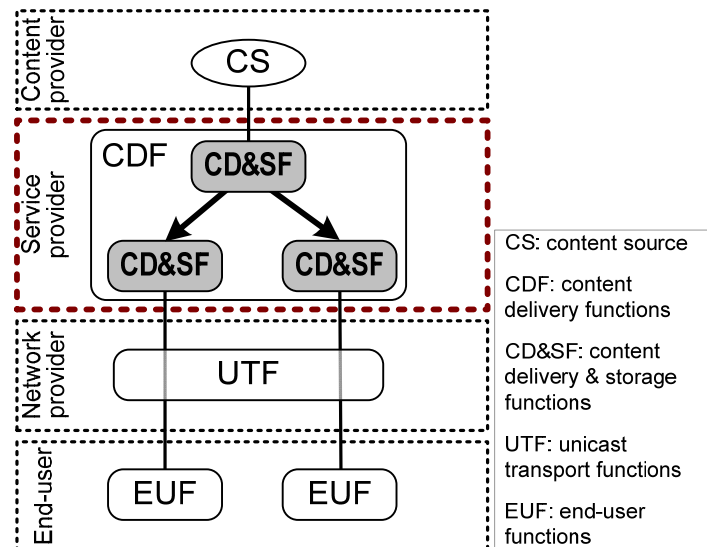 Content
provider
CS
Service
provider
CDF
CD&SF
CD&SF
CD&SF
Network
provider
UTF
End-user
EUF
EUF
CS: content source
CDF: content
delivery functions
CD&SF: content
delivery & storage
functions
UTF: unicast
transport functions
EUF: end-user
functions